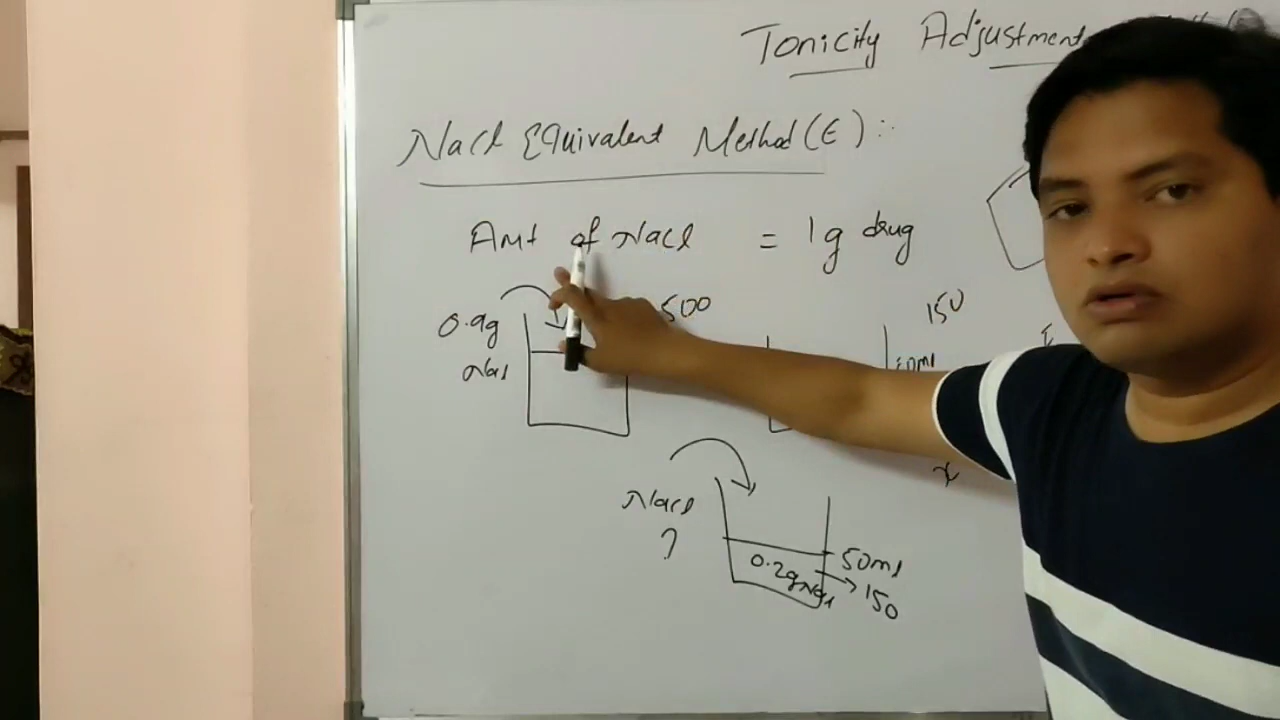 Tonicity Adjustment
NaCl Equivalent Method (E) :-
Amt of NaCl = 1g drug
0.9g
NaCl
500
150
50ml
NaCl
?
0.2g NaCl
50ml
150
x